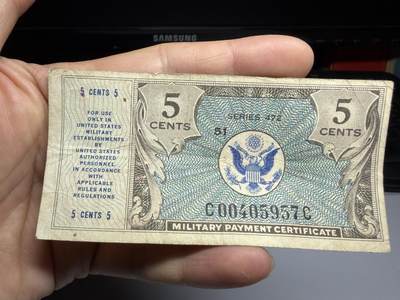 SAMSUNG
5 CENTS 5
FOR USE
ONLY IN
UNITED STATES
MILITARY
ESTABLISHMENTS
BY
UNITED STATES
AUTHORIZED
PERSONNEL
IN ACCORDANCE
WITH
APPLICABLE
RULES AND
REGULATIONS
5 CENTS 5
5
CENTS
SERIES 472
51
5
CENTS
C00405937C
MILITARY PAYMENT CERTIFICATE